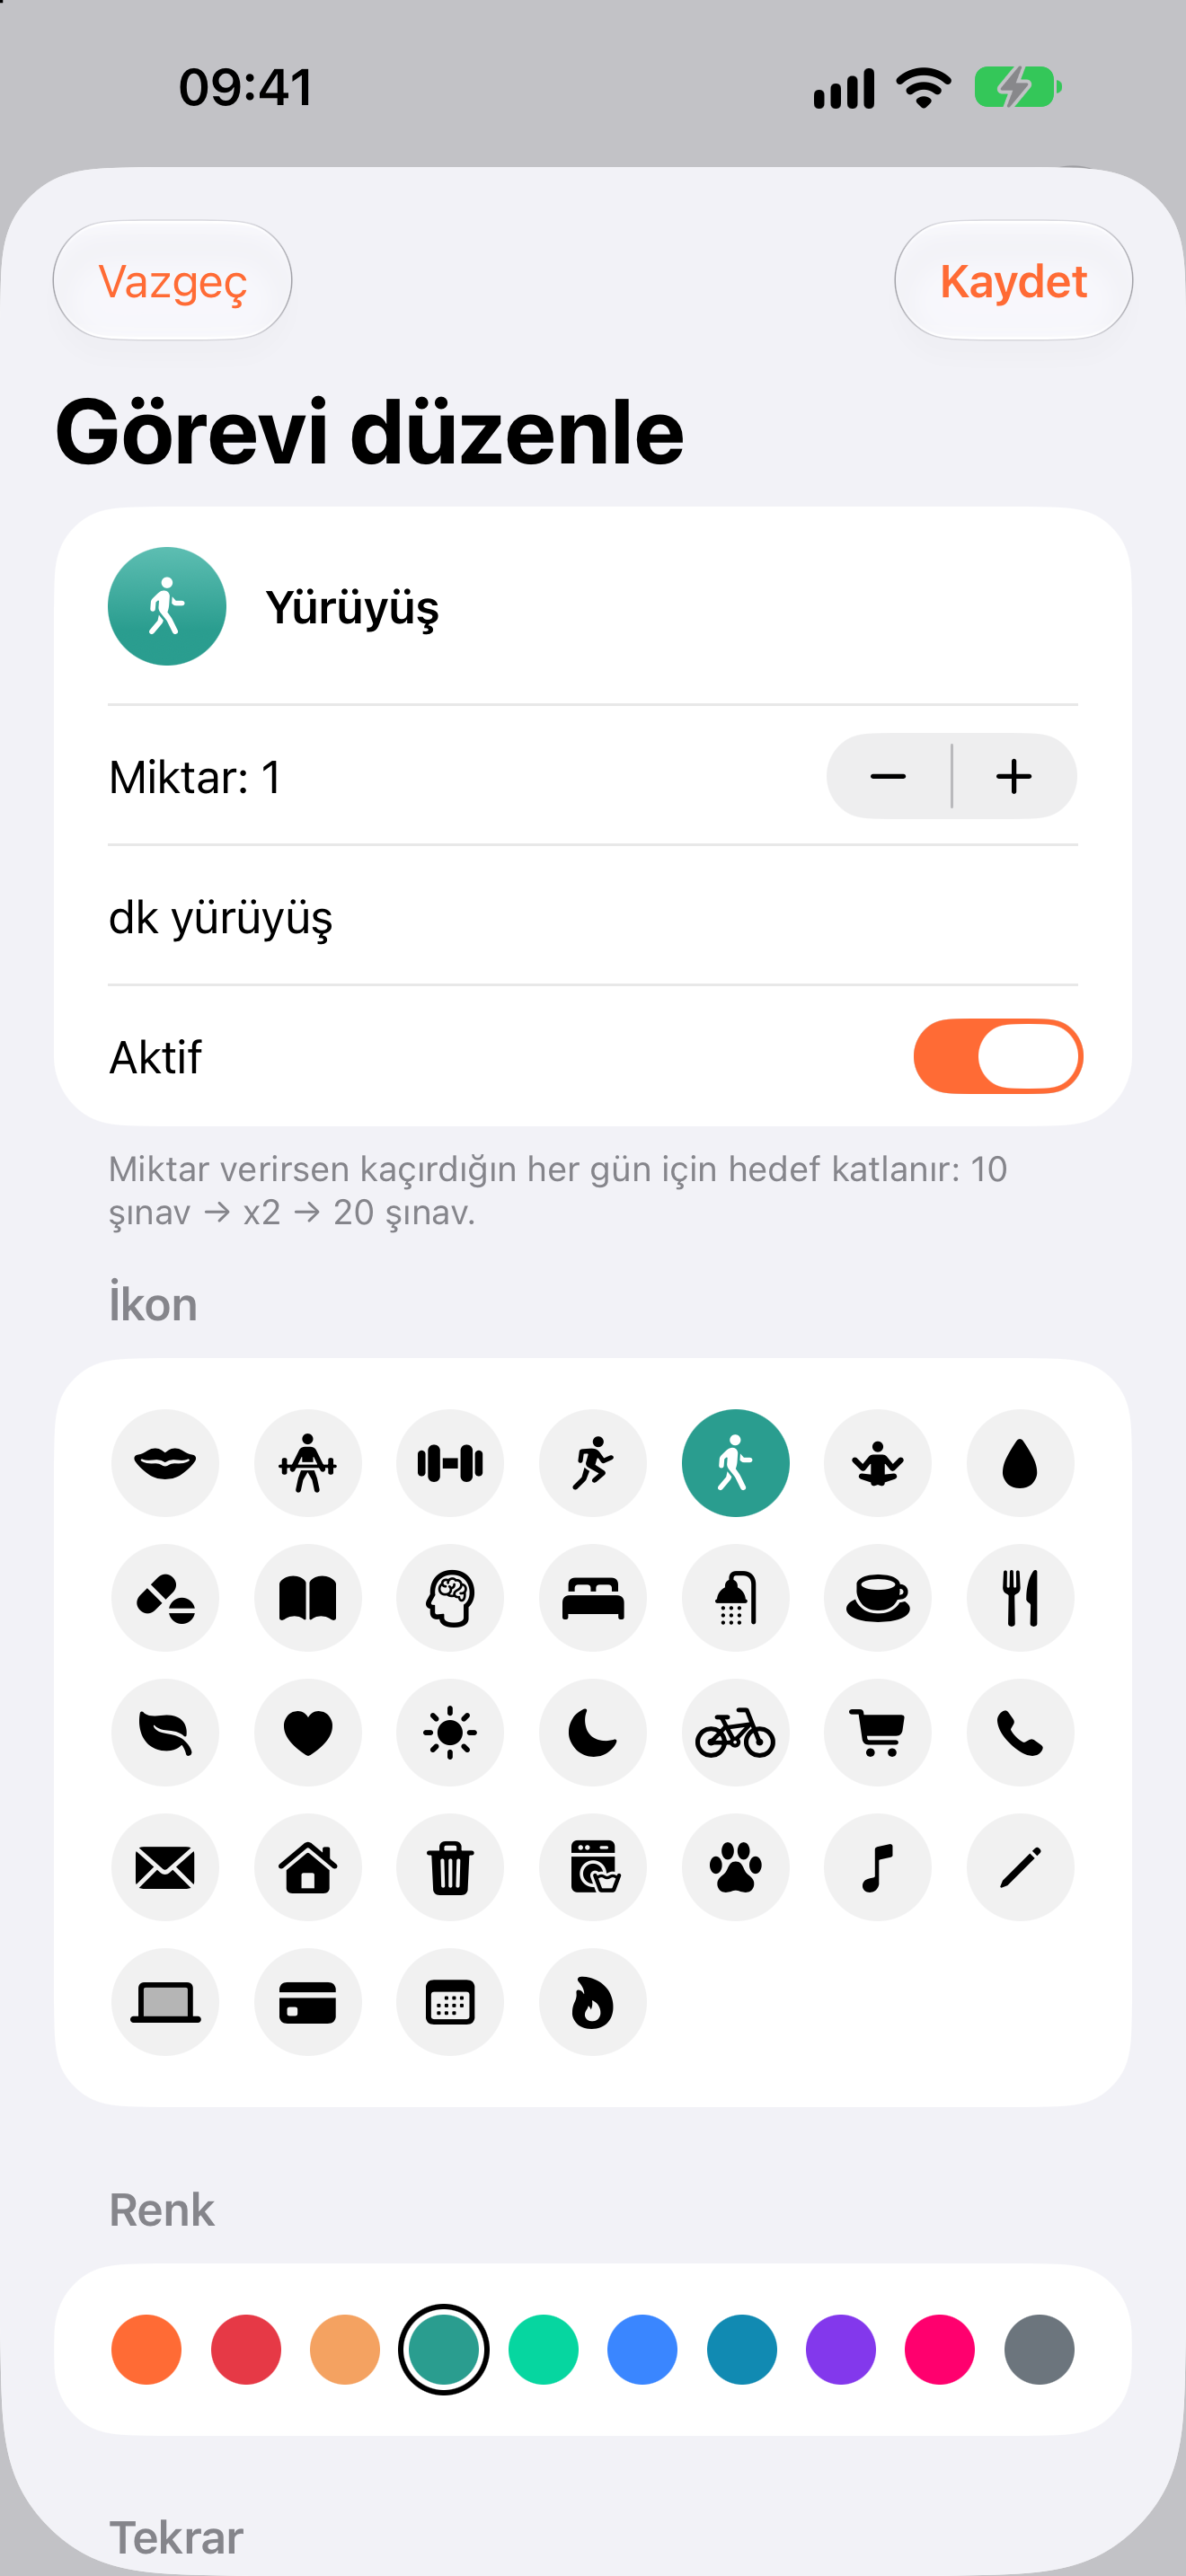 09:41
Vazgeç
Kaydet
Görevi düzenle
Yürüyüş
Miktar: 1
dk yürüyüş
Aktif
Miktar verirsen kaçırdığın her gün için hedef katlanır: 10
şınav → x2 → 20 şınav.
İkon
Renk
Tekrar